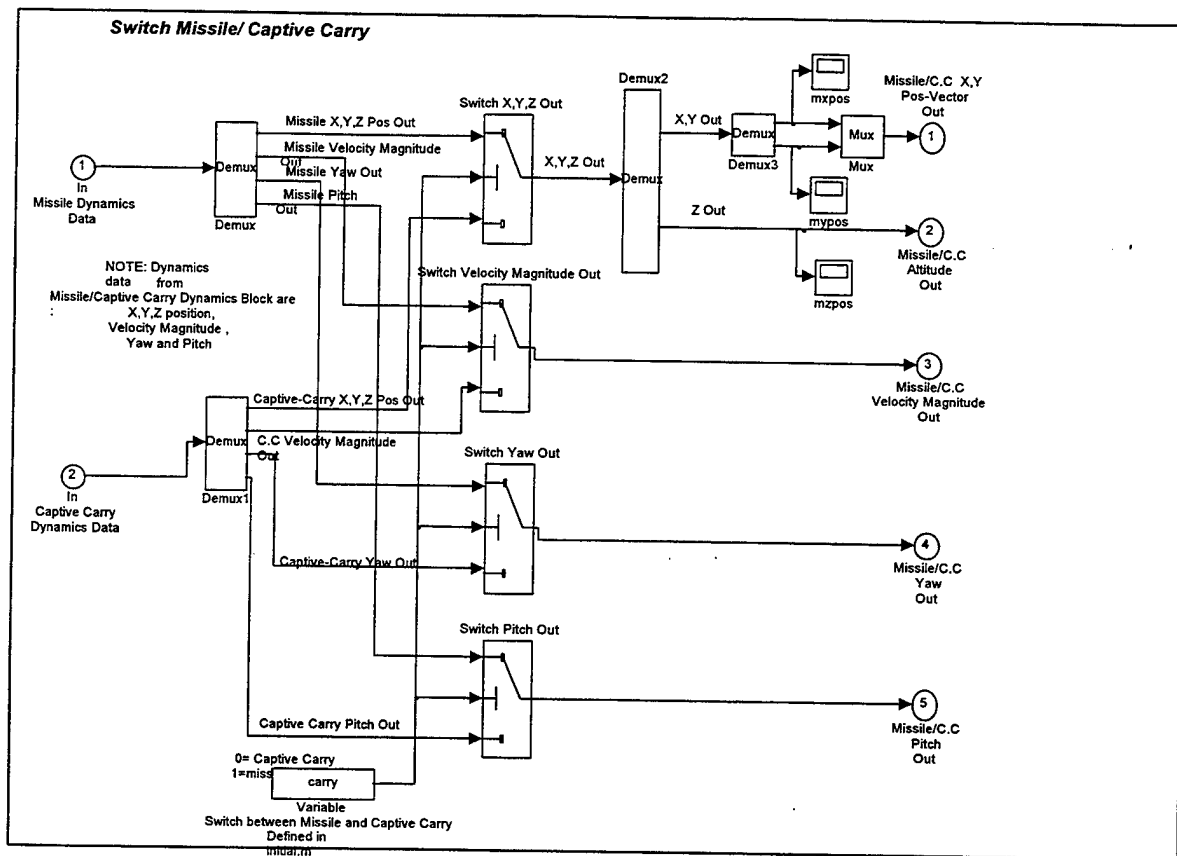 Switch Missile/ Captive Carry
Demux2
mxpos
Missile/C.C X,Y
Pos-Vector
Out
Switch X,Y,Z Out
Missile X,Y,Z Pos Out
X,Y Out
Demux
Demux3
Mux
Mux
1
Missile Velocity Magnitude
Out
Missile Yaw Out
Missile Pitch
Out
X,Y,Z Out
Demux
1
In
Missile Dynamics
Data
Demux
Demux
mypos
Z Out
2
Missile/C.C
Altitude
Out
mzpos
NOTE: Dynamics
data from
Missile/Captive Carry Dynamics Block are
:
X,Y,Z position,
Velocity Magnitude ,
Yaw and Pitch
Switch Velocity Magnitude Out
3
Missile/C.C
Velocity Magnitude
Out
Captive-Carry X,Y,Z Pos Out
Demux
C.C Velocity Magnitude
Out
Demux1
2
In
Captive Carry
Dynamics Data
Switch Yaw Out
4
Missile/C.C
Yaw
Out
Captive-Carry Yaw Out
Switch Pitch Out
5
Missile/C.C
Pitch
Out
Captive Carry Pitch Out
0= Captive Carry
1=miss
carry
Variable
Switch between Missile and Captive Carry
Defined in
initial.m